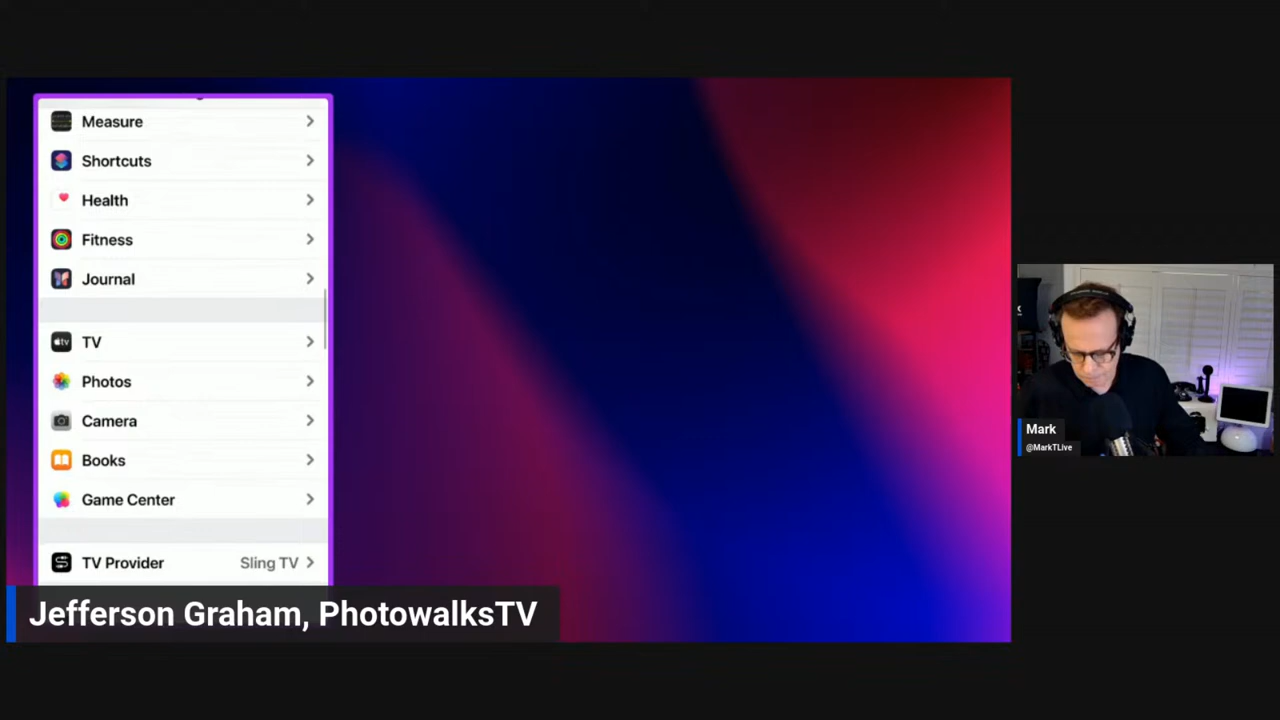 Measure
Shortcuts
Health
Fitness
Journal
TV
Photos
Camera
Books
Game Center
TV Provider Sling TV
Jefferson Graham, PhotowalksTV
Mark
@MarkTLive